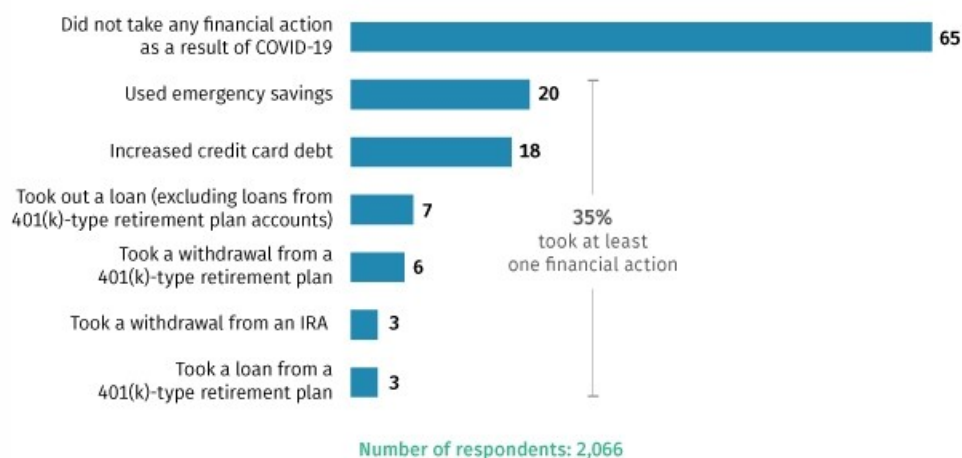 Did not take any financial action
as a result of COVID-19
65
Used emergency savings
20
Increased credit card debt
18
Took out a loan (excluding loans from
401(k)-type retirement plan accounts)
7
Took a withdrawal from a
401(k)-type retirement plan
6
Took a withdrawal from an IRA
3
Took a loan from a
401(k)-type retirement plan
3
35%
took at least
one financial action
Number of respondents: 2,066